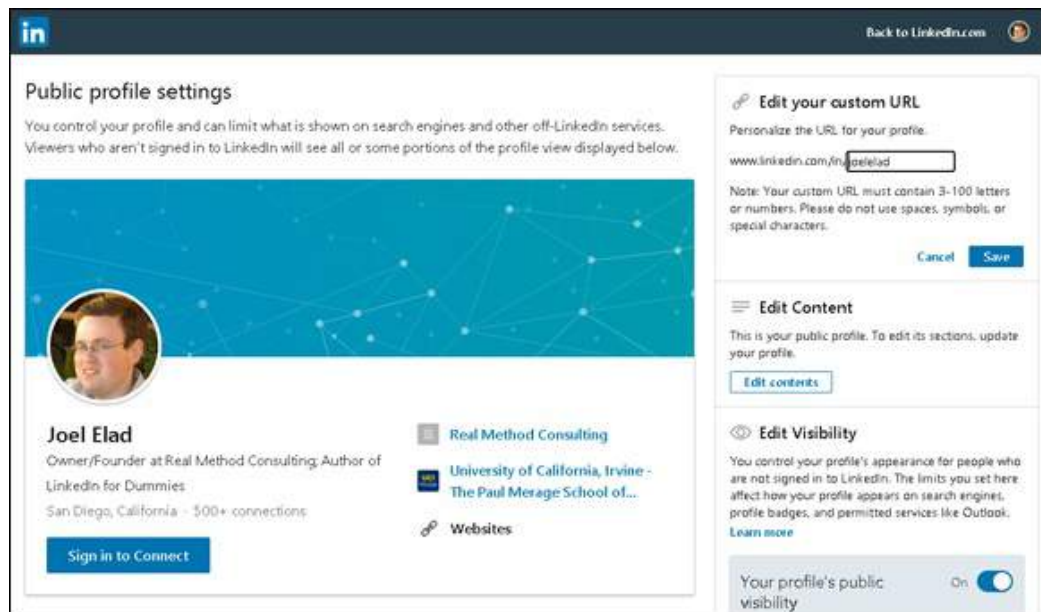 in
Back to LinkedIn.com
Public profile settings
You control your profile and can limit what is shown on search engines and other off-LinkedIn services.
Viewers who aren't signed in to LinkedIn will see all or some portions of the profile view displayed below.
Joel Elad
Owner/Founder at Real Method Consulting; Author of
LinkedIn for Dummies
San Diego, California · 500+ connections
Sign in to Connect
Real Method Consulting
University of California, Irvine -
The Paul Merage School of...
Websites
Edit your custom URL
Personalize the URL for your profile.
www.linkedin.com/in/joelelad
Note: Your custom URL must contain 3-100 letters
or numbers. Please do not use spaces, symbols, or
special characters.
Cancel Save
Edit Content
This is your public profile. To edit its sections, update
your profile.
Edit contents
Edit Visibility
You control your profile's appearance for people who
are not signed in to LinkedIn. The limits you set here
affect how your profile appears on search engines,
profile badges, and permitted services like Outlook.
Learn more
Your profile's public On
visibility